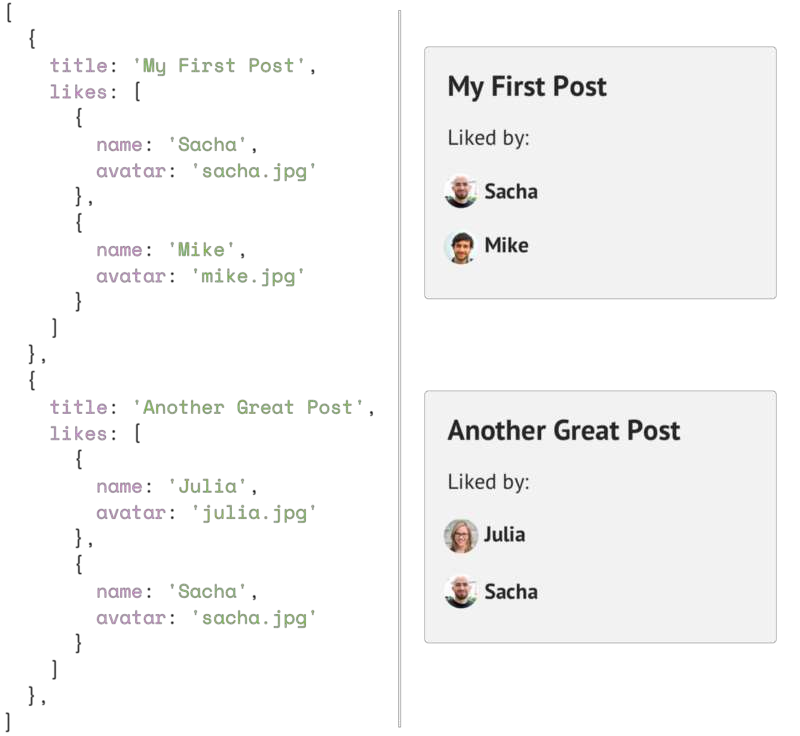 [
  {
    title: 'My First Post',
    likes: [
      {
        name: 'Sacha',
        avatar: 'sacha.jpg'
      },
      {
        name: 'Mike',
        avatar: 'mike.jpg'
      }
    ]
  },
  {
    title: 'Another Great Post',
    likes: [
      {
        name: 'Julia',
        avatar: 'julia.jpg'
      },
      {
        name: 'Sacha',
        avatar: 'sacha.jpg'
      }
    ]
  },
]
My First Post
Liked by:
Sacha
Mike
Another Great Post
Liked by:
Julia
Sacha